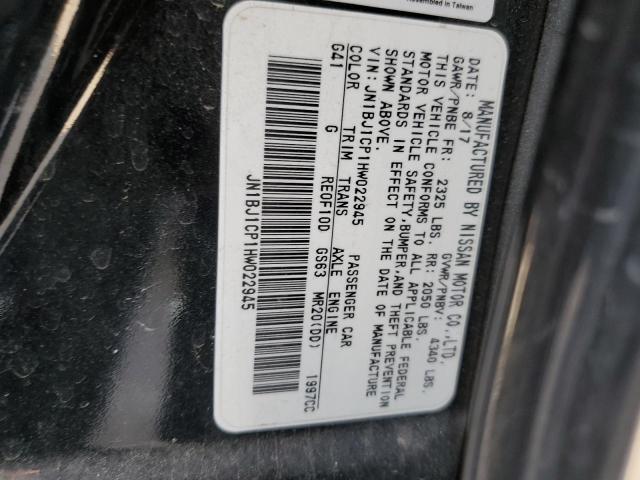 Assembled in Taiwan
MANUFACTURED BY NISSAN MOTOR CO.,LTD.
DATE: 8/17 GVWR/PNBV: 4340 LBS.
GAWR/PNBE FR: 2325 LBS. RR: 2050 LBS.
THIS VEHICLE CONFORMS TO ALL APPLICABLE FEDERAL
MOTOR VEHICLE SAFETY,BUMPER,AND THEFT PREVENTION
STANDARDS IN EFFECT ON THE DATE OF MANUFACTURE
SHOWN ABOVE.
VIN: JN1BJ1CP1HW022945 PASSENGER CAR
COLOR TRIM TRANS AXLE ENGINE
G41 G RE0F10D GS63 MR20(DD) 1997CC
JN1BJ1CP1HW022945